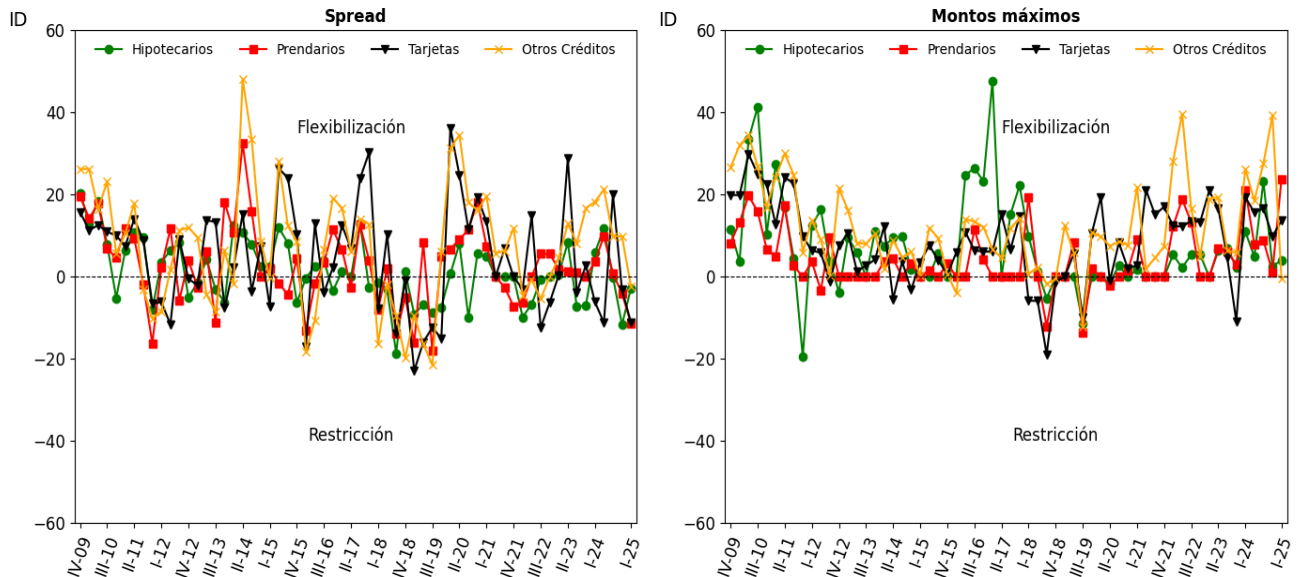 ID
Spread
Hipotecarios Prendarios Tarjetas Otros Créditos
Flexibilización
Restricción
60
40
20
0
−20
−40
−60
IV-09
III-10
II-11
I-12
IV-12
III-13
II-14
I-15
IV-15
III-16
II-17
I-18
IV-18
IV-19
II-20
I-21
IV-21
III-22
II-23
I-24
I-25
ID
Montos máximos
Hipotecarios Prendarios Tarjetas Otros Créditos
Flexibilización
Restricción
60
40
20
0
−20
−40
−60
IV-09
III-10
II-11
I-12
IV-12
III-13
II-14
I-15
IV-15
III-16
II-17
I-18
IV-18
III-19
II-20
I-21
IV-21
III-22
II-23
I-24
I-25